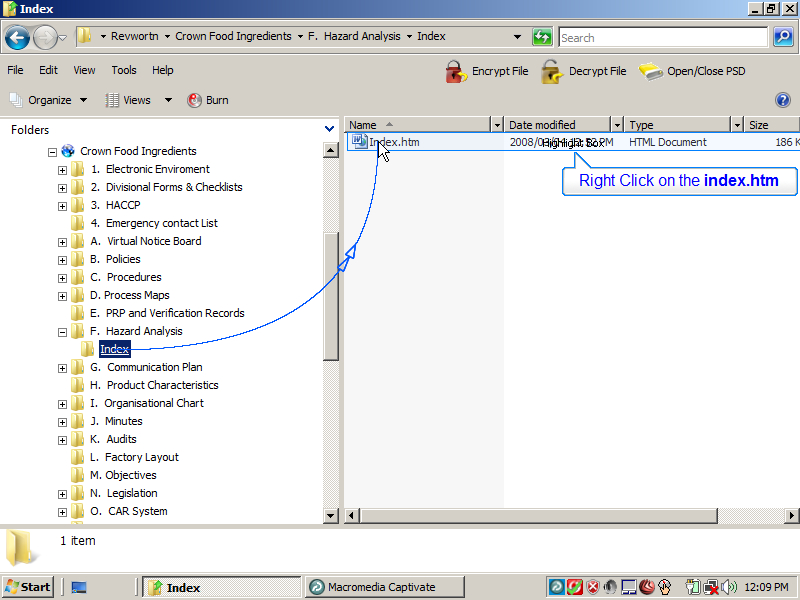 Index
Revwortn Crown Food Ingredients F. Hazard Analysis Index
Search
File Edit View Tools Help
Encrypt File Decrypt File Open/Close PSD
Organize Views Burn
Folders
Name Date modified Type Size
Crown Food Ingredients
1. Electronic Enviroment
2. Divisional Forms & Checklists
3. HACCP
4. Emergency contact List
A. Virtual Notice Board
B. Policies
C. Procedures
D. Process Maps
E. PRP and Verification Records
F. Hazard Analysis
Index
G. Communication Plan
H. Product Characteristics
I. Organisational Chart
J. Minutes
K. Audits
L. Factory Layout
M. Objectives
N. Legislation
O. CAR System
Index.htm HTML Document 186 K
Highlight Box
Right Click on the index.htm
1 item
Start Index Macromedia Captivate 12:09 PM